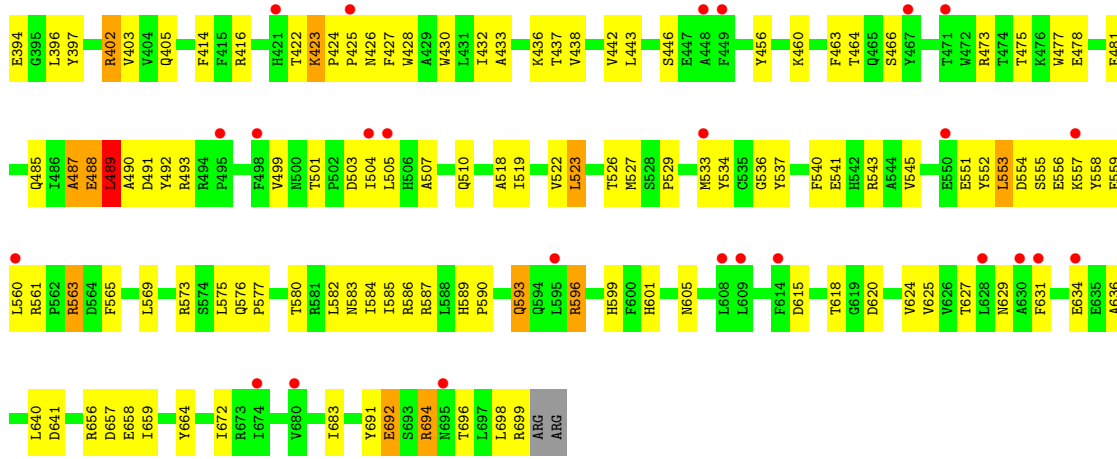 E394 G395 L396 Y397 R402 V403 V404 Q405 F414 F415 R416 H421 T422 K423 P424 P425 N426 F427 W428 A429 W430 L431 I432 A433 K436 T437 V438 V442 L443 S446 E447 A448 F449 Y456 K460 F463 T464 Q465 S466 Y467 T471 W472 R473 T474 T475 K476 W477 E478 E481
Q485 I486 A487 E488 L489 A490 D491 Y492 R493 R494 P495 F498 V499 N500 T501 P502 D503 I504 L505 H506 A507 Q510 A518 I519 V522 L523 T526 M527 S528 P529 M533 Y534 C535 G536 Y537 F540 E541 H542 R543 A544 V545 E550 E551 Y552 L553 D554 S555 E556 K557 Y558 E559
L560 R561 P562 R563 D564 F565 L569 R573 S574 L575 Q576 P577 T580 R581 L582 N583 I584 I585 R586 R587 L588 H589 P590 Q593 Q594 L595 R596 H599 F600 H601 N605 L608 L609 F614 D615 T618 G619 D620 V624 V625 V626 T627 L628 N629 A630 F631 E634 E635 A636
L640 D641 R656 D657 E658 I659 Y664 I672 R673 I674 V680 I683 Y691 E692 S693 R694 N695 T696 L697 L698 R699 ARG ARG